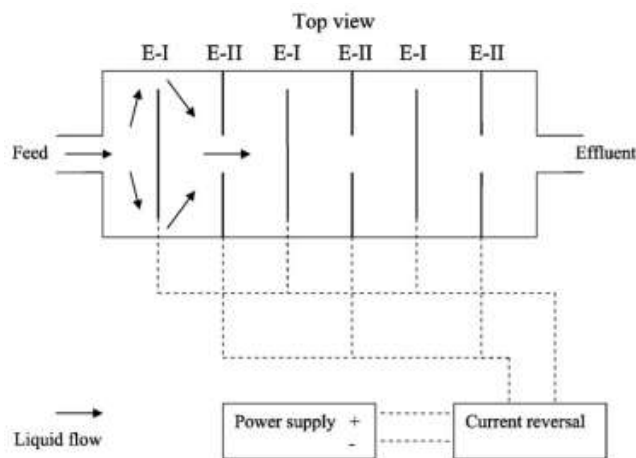 Top view
E-I E-II E-I E-II E-I E-II
Feed
Effluent
Power supply +
-
Current reversal
Liquid flow